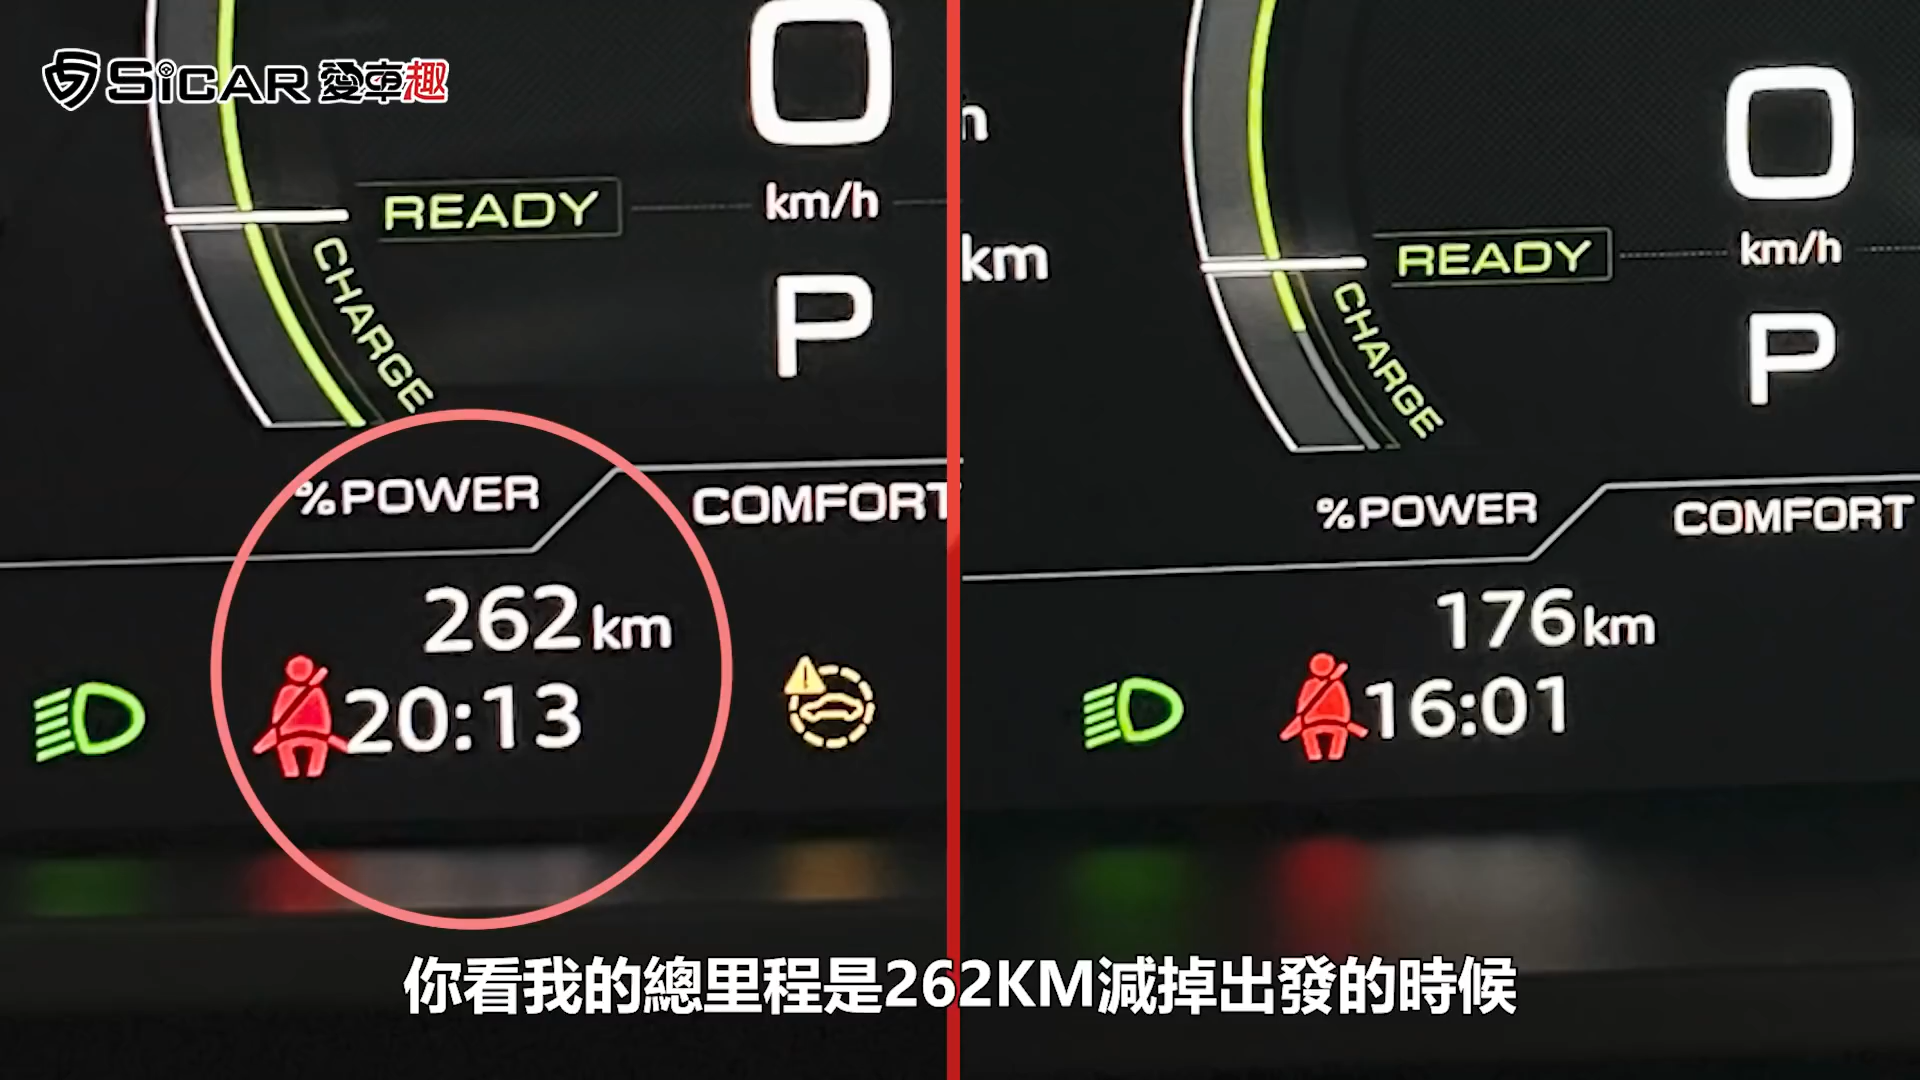 SiCAR 愛車趣
0
km/h
READY
CHARGE
P
%POWER
COMFORT
262km
20:13
km
0
km/h
READY
CHARGE
P
%POWER
COMFORT
176km
16:01
你看我的總里程是262KM減掉出發的時候